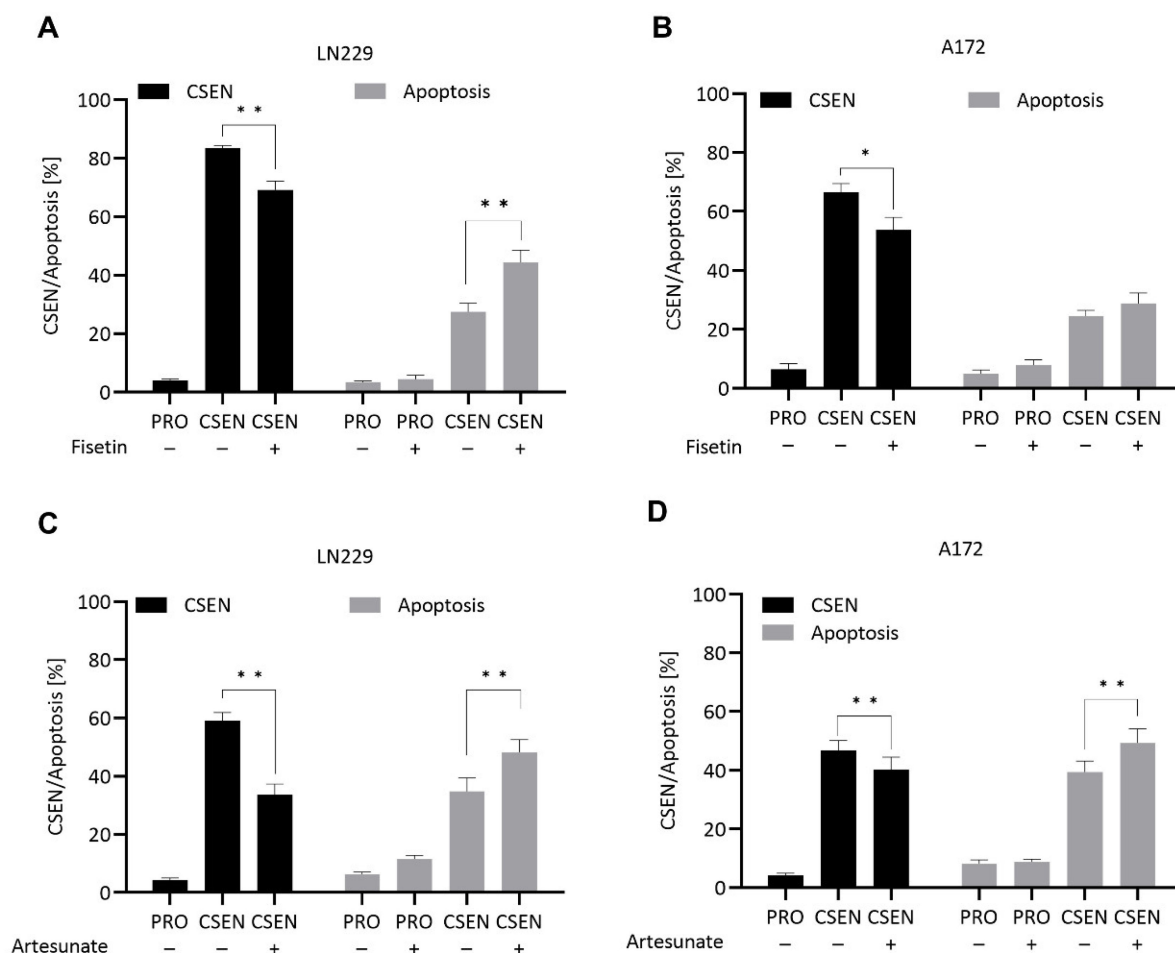 A
LN229
CSEN
Apoptosis
* *
* *
CSEN/Apoptosis [%]
100
80
60
40
20
0
PRO CSEN CSEN PRO PRO CSEN CSEN
Fisetin – – + – + – +
B
A172
CSEN
Apoptosis
*
CSEN/Apoptosis [%]
100
80
60
40
20
0
PRO CSEN CSEN PRO PRO CSEN CSEN
Fisetin – – + – + – +
C
LN229
CSEN
Apoptosis
* *
* *
CSEN/Apoptosis [%]
100
80
60
40
20
0
PRO CSEN CSEN PRO PRO CSEN CSEN
Artesunate – – + – + – +
D
A172
CSEN
Apoptosis
* *
* *
CSEN/Apoptosis [%]
100
80
60
40
20
0
PRO CSEN CSEN PRO PRO CSEN CSEN
Artesunate – – + – + – +